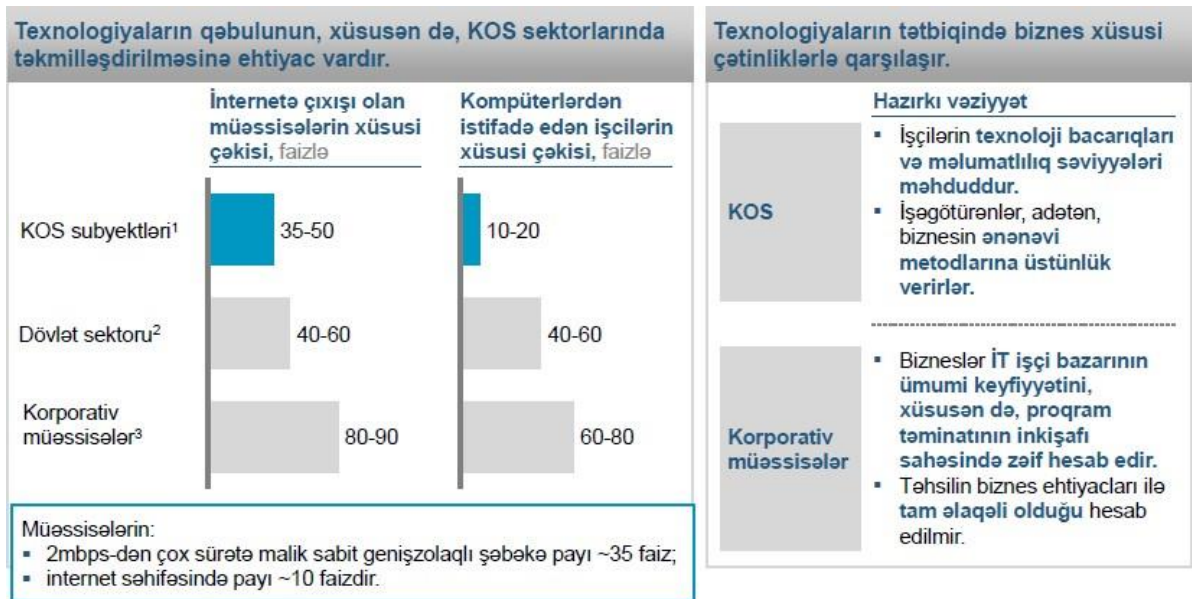 Texnologiyaların qəbulunun, xüsusən də, KOS sektorlarında
təkmilləşdirilməsinə ehtiyac vardır.
İnternetə çıxışı olan
müəssisələrin xüsusi
çəkisi, faizlə
Kompüterlərdən
istifadə edən işcilərin
xüsusi çəkisi, faizlə
KOS subyektləri¹
35-50
10-20
Dövlət sektoru²
40-60
40-60
Korporativ
müəssisələr³
80-90
60-80
Müəssisələrin:
▪ 2mbps-dən çox sürətə malik sabit genişzolaqlı şəbəkə payı ~35 faiz;
▪ internet səhifəsində payı ~10 faizdir.
Texnologiyaların tətbiqində biznes xüsusi
çətinliklərlə qarşılaşır.
Hazırkı vəziyyət
KOS
▪ İşçilərin texnoloji bacarıqları
və məlumatlılıq səviyyələri
məhduddur.
▪ İşəgötürənlər, adətən,
biznesin ənənəvi
metodlarına üstünlük
verirlər.
Korporativ
müəssisələr
▪ Bizneslər İT işçi bazarının
ümumi keyfiyyətini,
xüsusən də, proqram
təminatının inkişafı
sahəsində zəif hesab edir.
▪ Təhsilin biznes ehtiyacları ilə
tam əlaqəli olduğu hesab
edilmir.